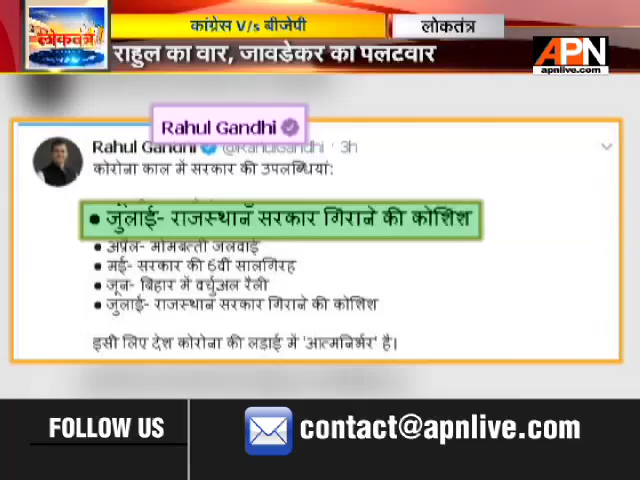 कांग्रेस V/s बीजेपी
लोकतंत्र
लोकतंत्र
राहुल का वार, जावडेकर का पलटवार
APN
apnlive.com
Rahul Gandhi
Rahul Gandhi @RahulGandhi · 3h
कोरोना काल में सरकार की उपलब्धियां:
● जुलाई- राजस्थान सरकार गिराने की कोशिश
● अप्रैल- मोमबत्ती जलवाई
● मई- सरकार की 6वीं सालगिरह
● जून- बिहार में वर्चुअल रैली
● जुलाई- राजस्थान सरकार गिराने की कोशिश
इसी लिए देश कोरोना की लड़ाई में 'आत्मनिर्भर' है।
FOLLOW US
contact@apnlive.com